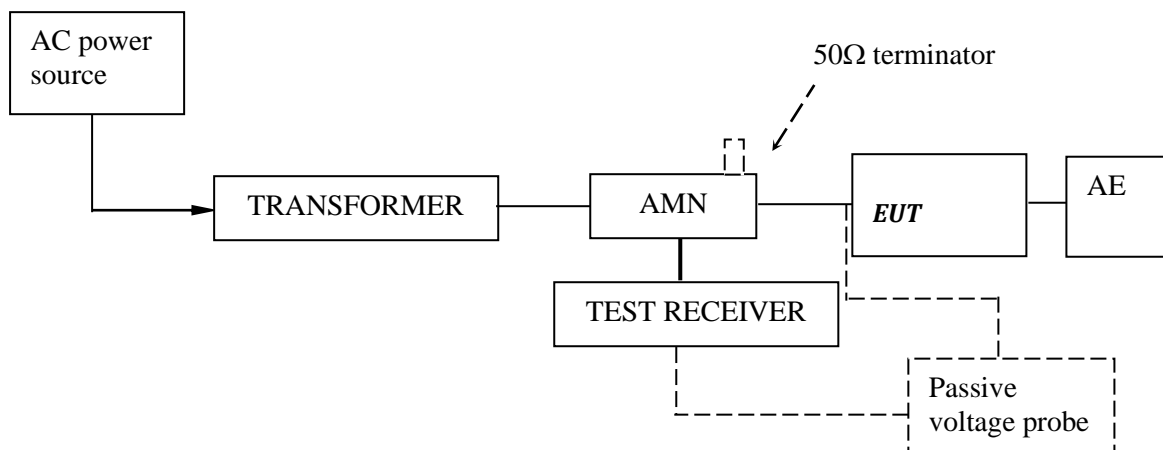 AC power
source
50Ω terminator
TRANSFORMER
AMN
EUT
AE
TEST RECEIVER
Passive
voltage probe